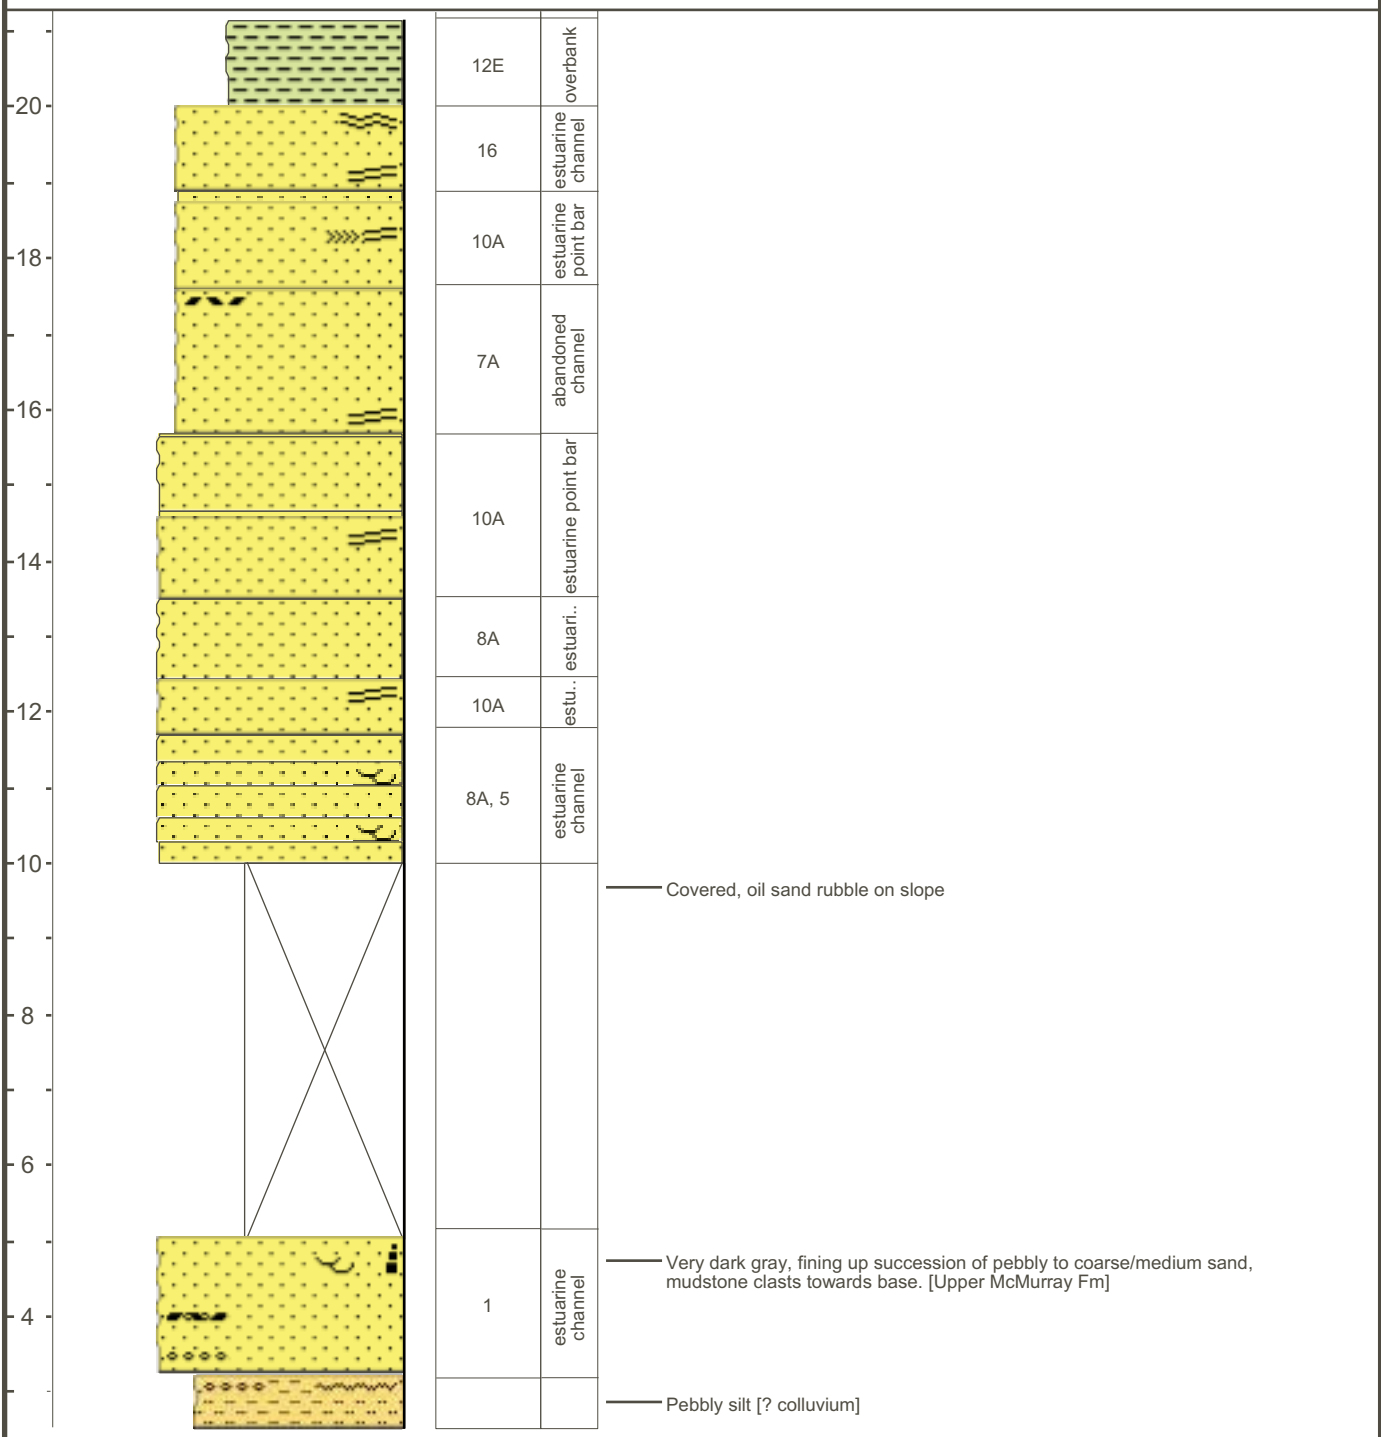 12E
overbank
20
16
estuarine
channel
10A
estuarine
point bar
18
7A
abandoned
channel
16
10A
estuarine point bar
14
8A
estuari..
12
10A
estu..
8A, 5
estuarine
channel
10
Covered, oil sand rubble on slope
8
6
Very dark gray, fining up succession of pebbly to coarse/medium sand,
mudstone clasts towards base. [Upper McMurray Fm]
4
1
estuarine
channel
Pebbly silt [? colluvium]